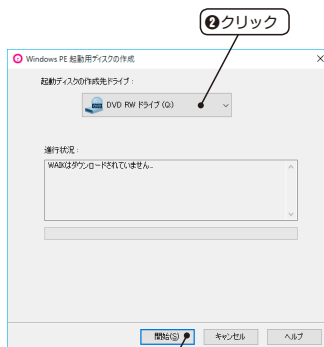 ❷クリック
Windows PE 起動用ディスクの作成
起動ディスクの作成先ドライブ：
DVD RW ドライブ (Q:)
進行状況：
WAIKはダウンロードされていません...
開始(S)
キャンセル
ヘルプ